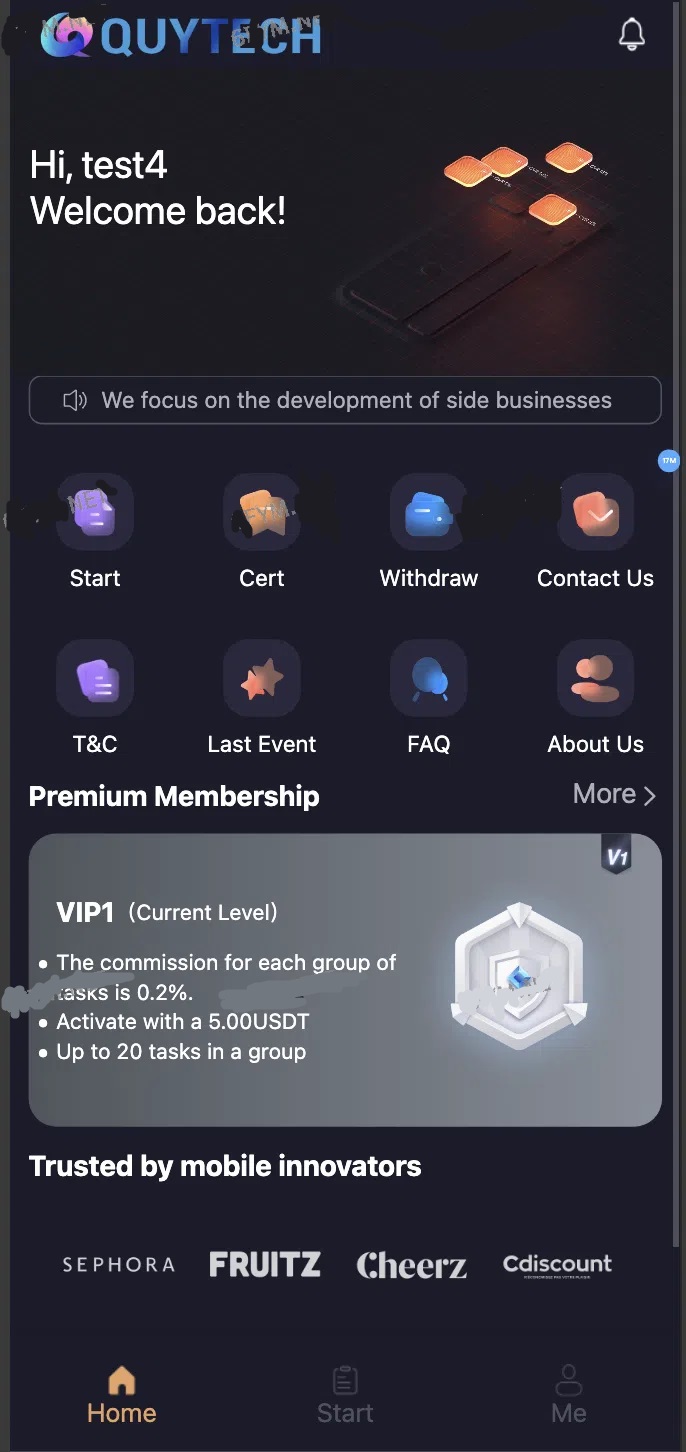 QUYTECH
Hi, test4
Welcome back!
We focus on the development of side businesses
17M
Start
Cert
Withdraw
Contact Us
T&C
Last Event
FAQ
About Us
Premium Membership
More
V1
VIP1 (Current Level)
The commission for each group of
tasks is 0.2%.
Activate with a 5.00USDT
Up to 20 tasks in a group
Trusted by mobile innovators
SEPHORA
FRUITZ
Cheerz
Cdiscount
Home
Start
Me